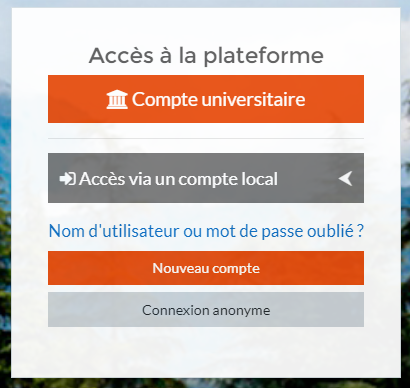 Accès à la plateforme
Compte universitaire
Accès via un compte local
Nom d'utilisateur ou mot de passe oublié ?
Nouveau compte
Connexion anonyme